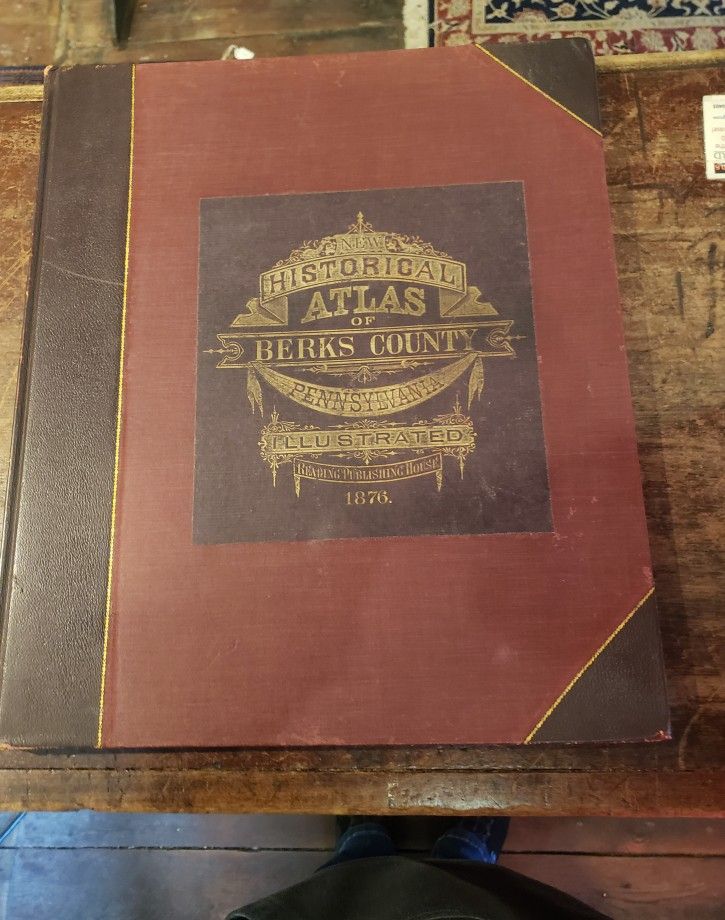 NEW
HISTORICAL
ATLAS
OF
BERKS COUNTY
PENNSYLVANIA
ILLUSTRATED
READING PUBLISHING HOUSE
1876.